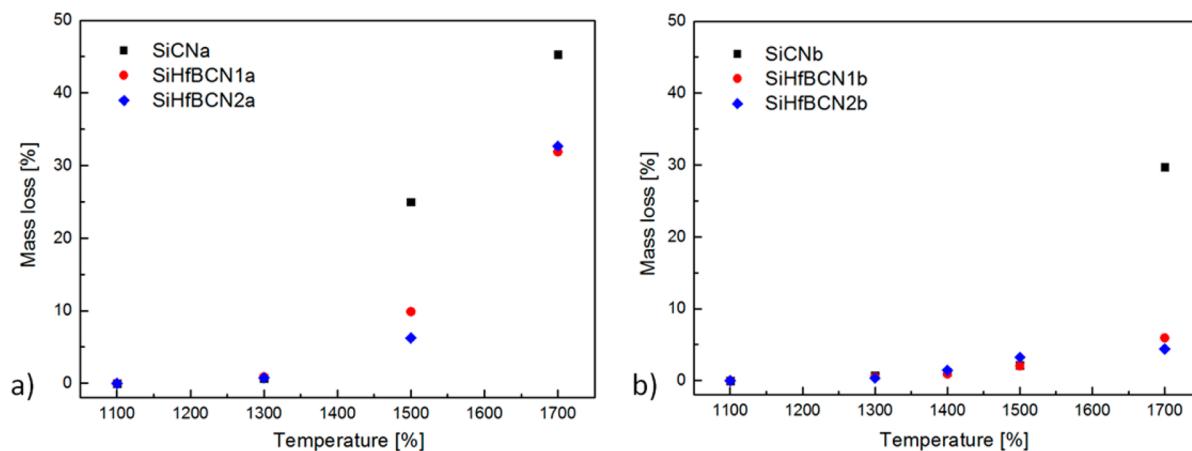 50
40
30
20
10
0
Mass loss [%]
SiCNa
SiHfBCN1a
SiHfBCN2a
1100 1200 1300 1400 1500 1600 1700
Temperature [%]
a)
50
40
30
20
10
0
Mass loss [%]
SiCNb
SiHfBCN1b
SiHfBCN2b
1100 1200 1300 1400 1500 1600 1700
Temperature [%]
b)